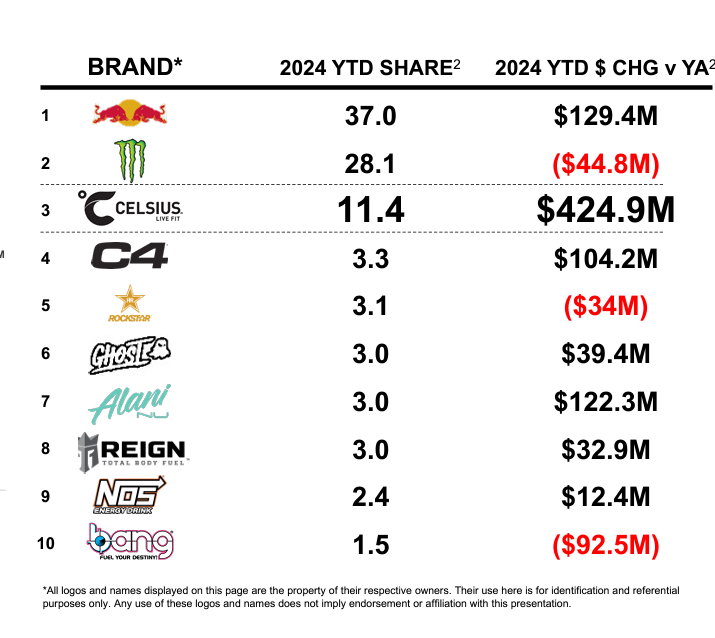 BRAND* 2024 YTD SHARE2 2024 YTD $ CHG v YA2
1 37.0 $129.4M
2 28.1 ($44.8M)
3 CELSIUS. LIVE FIT 11.4 $424.9M
M
4 C4 3.3 $104.2M
5 ROCKSTAR 3.1 ($34M)
6 GHOST 3.0 $39.4M
7 Alani NU 3.0 $122.3M
8 REIGN TOTAL BODY FUEL 3.0 $32.9M
9 NOS ENERGY DRINK 2.4 $12.4M
10 bang FUEL YOUR DESTINY! 1.5 ($92.5M)
*All logos and names displayed on this page are the property of their respective owners. Their use here is for identification and referential
purposes only. Any use of these logos and names does not imply endorsement or affiliation with this presentation.